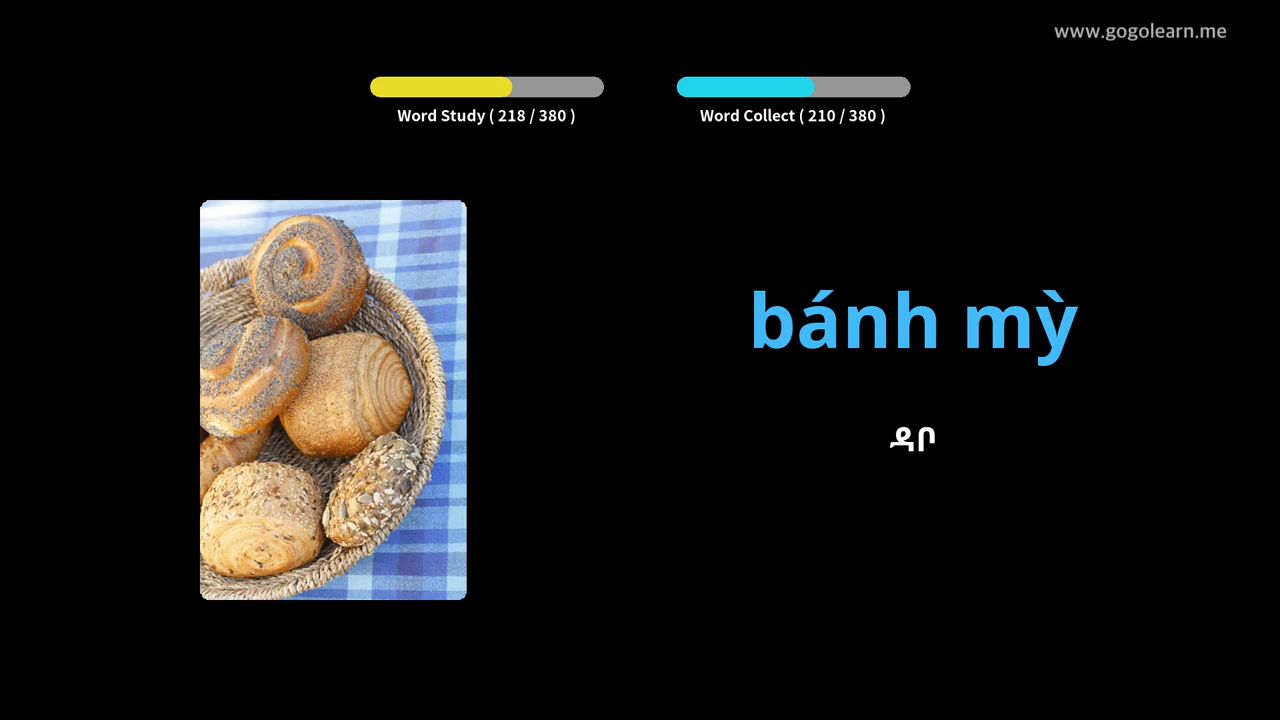 www.gogolearn.me
Word Study ( 218 / 380 )
Word Collect ( 210 / 380 )
bánh mỳ
ዳቦ